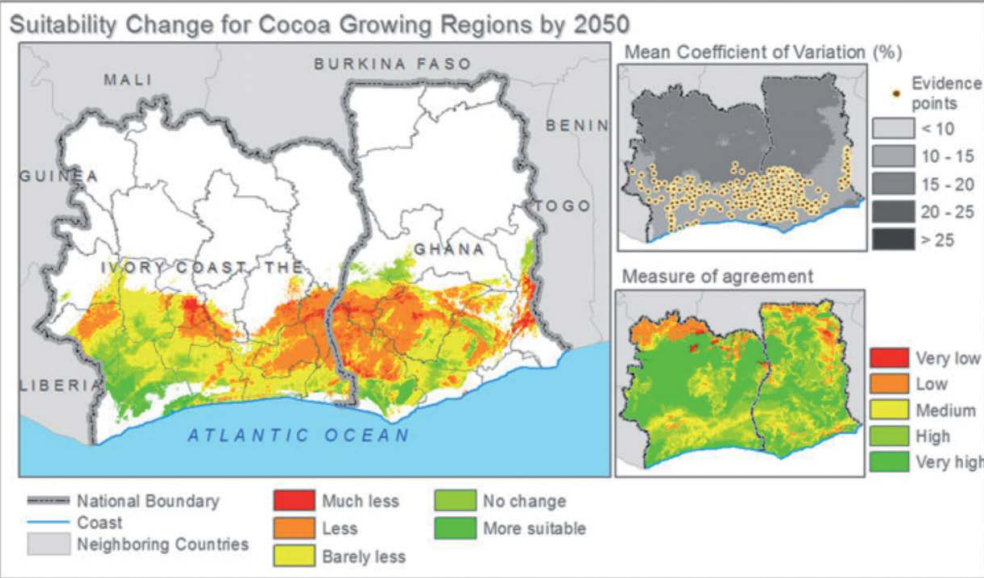 Suitability Change for Cocoa Growing Regions by 2050
MALI
BURKINA FASO
BENIN
GUINEA
TOGO
GHANA
IVORY COAST, THE
LIBERIA
ATLANTIC OCEAN
Mean Coefficient of Variation (%)
Evidence
points
< 10
10 - 15
15 - 20
20 - 25
> 25
Measure of agreement
Very low
Low
Medium
High
Very high
National Boundary
Coast
Neighboring Countries
Much less
Less
Barely less
No change
More suitable